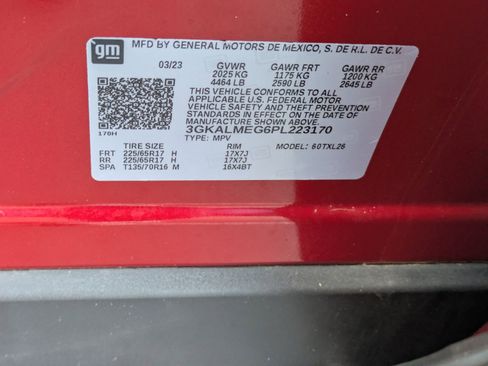 gm
MFD BY GENERAL MOTORS DE MEXICO, S. DE R.L. DE C.V.
03/23 GVWR GAWR FRT GAWR RR
2025 KG 1175 KG 1200 KG
4464 LB 2590 LB 2645 LB
THIS VEHICLE CONFORMS TO ALL
APPLICABLE U.S. FEDERAL MOTOR
VEHICLE SAFETY AND THEFT PREVENTION
STANDARDS IN EFFECT ON THE DATE OF
MANUFACTURE SHOWN ABOVE.
3GKALMEG6PL223170
170H
TYPE: MPV
TIRE SIZE RIM MODEL: 60TXL26
FRT 225/65R17 H 17X7J
RR 225/65R17 H 17X7J
SPA T135/70R16 M 16X4BT